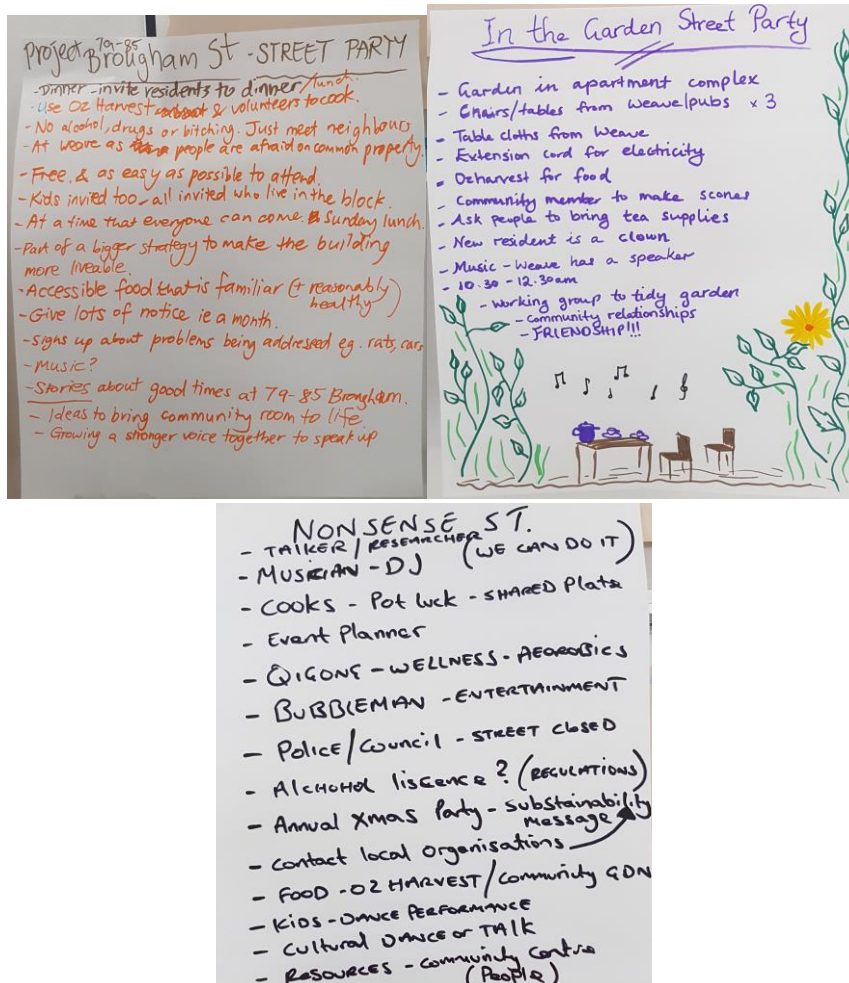 Project 79-85 Brougham St - STREET PARTY
- Dinner - invite residents to dinner/lunch.
- Use Oz Harvest & volunteers to cook.
- No alcohol, drugs or bitching. Just meet neighbours
- At weave as people are afraid on common property.
- Free & as easy as possible to attend.
- Kids invited too - all invited who live in the block.
- At a time that everyone can come. Sunday lunch.
- Part of a bigger strategy to make the building
more liveable.
- Accessible food that is familiar (+ reasonably
healthy)
- Give lots of notice ie a month.
- Signs up about problems being addressed eg. rats, cars
- Music?
- Stories about good times at 79-85 Brougham.
- Ideas to bring community room to life
- Growing a stronger voice together to speak up
In the Garden Street Party
- Garden in apartment complex
- Chairs/tables from Weave/pubs x 3
- Table cloths from Weave
- Extension cord for electricity
- Ozharvest for food
- Community member to make scones
- Ask people to bring tea supplies
- New resident is a clown
- Music - Weave has a speaker
- 10.30 - 12.30am
- Working group to tidy garden
- Community relationships
- FRIENDSHIP!!!
NONSENSE ST.
- TALKER/RESEARCHER (WE CAN DO IT)
- MUSICIAN - DJ
- COOKS - Pot luck - SHARED Plate
- Event Planner
- QIGONG - WELLNESS - AEOROBICS
- BUBBLEMAN - ENTERTAINMENT
- Police/Council - STREET CLOSED
- Alchohol liscence? (REGULATIONS)
- Annual Xmas Party - Substainability
message
- Contact local organisations
- FOOD - OZ HARVEST/Community GDN
- KIDS - DANCE PERFORMANCE
- Cultural DANCE or TALK
- RESOURCES - Community Centre
(People)